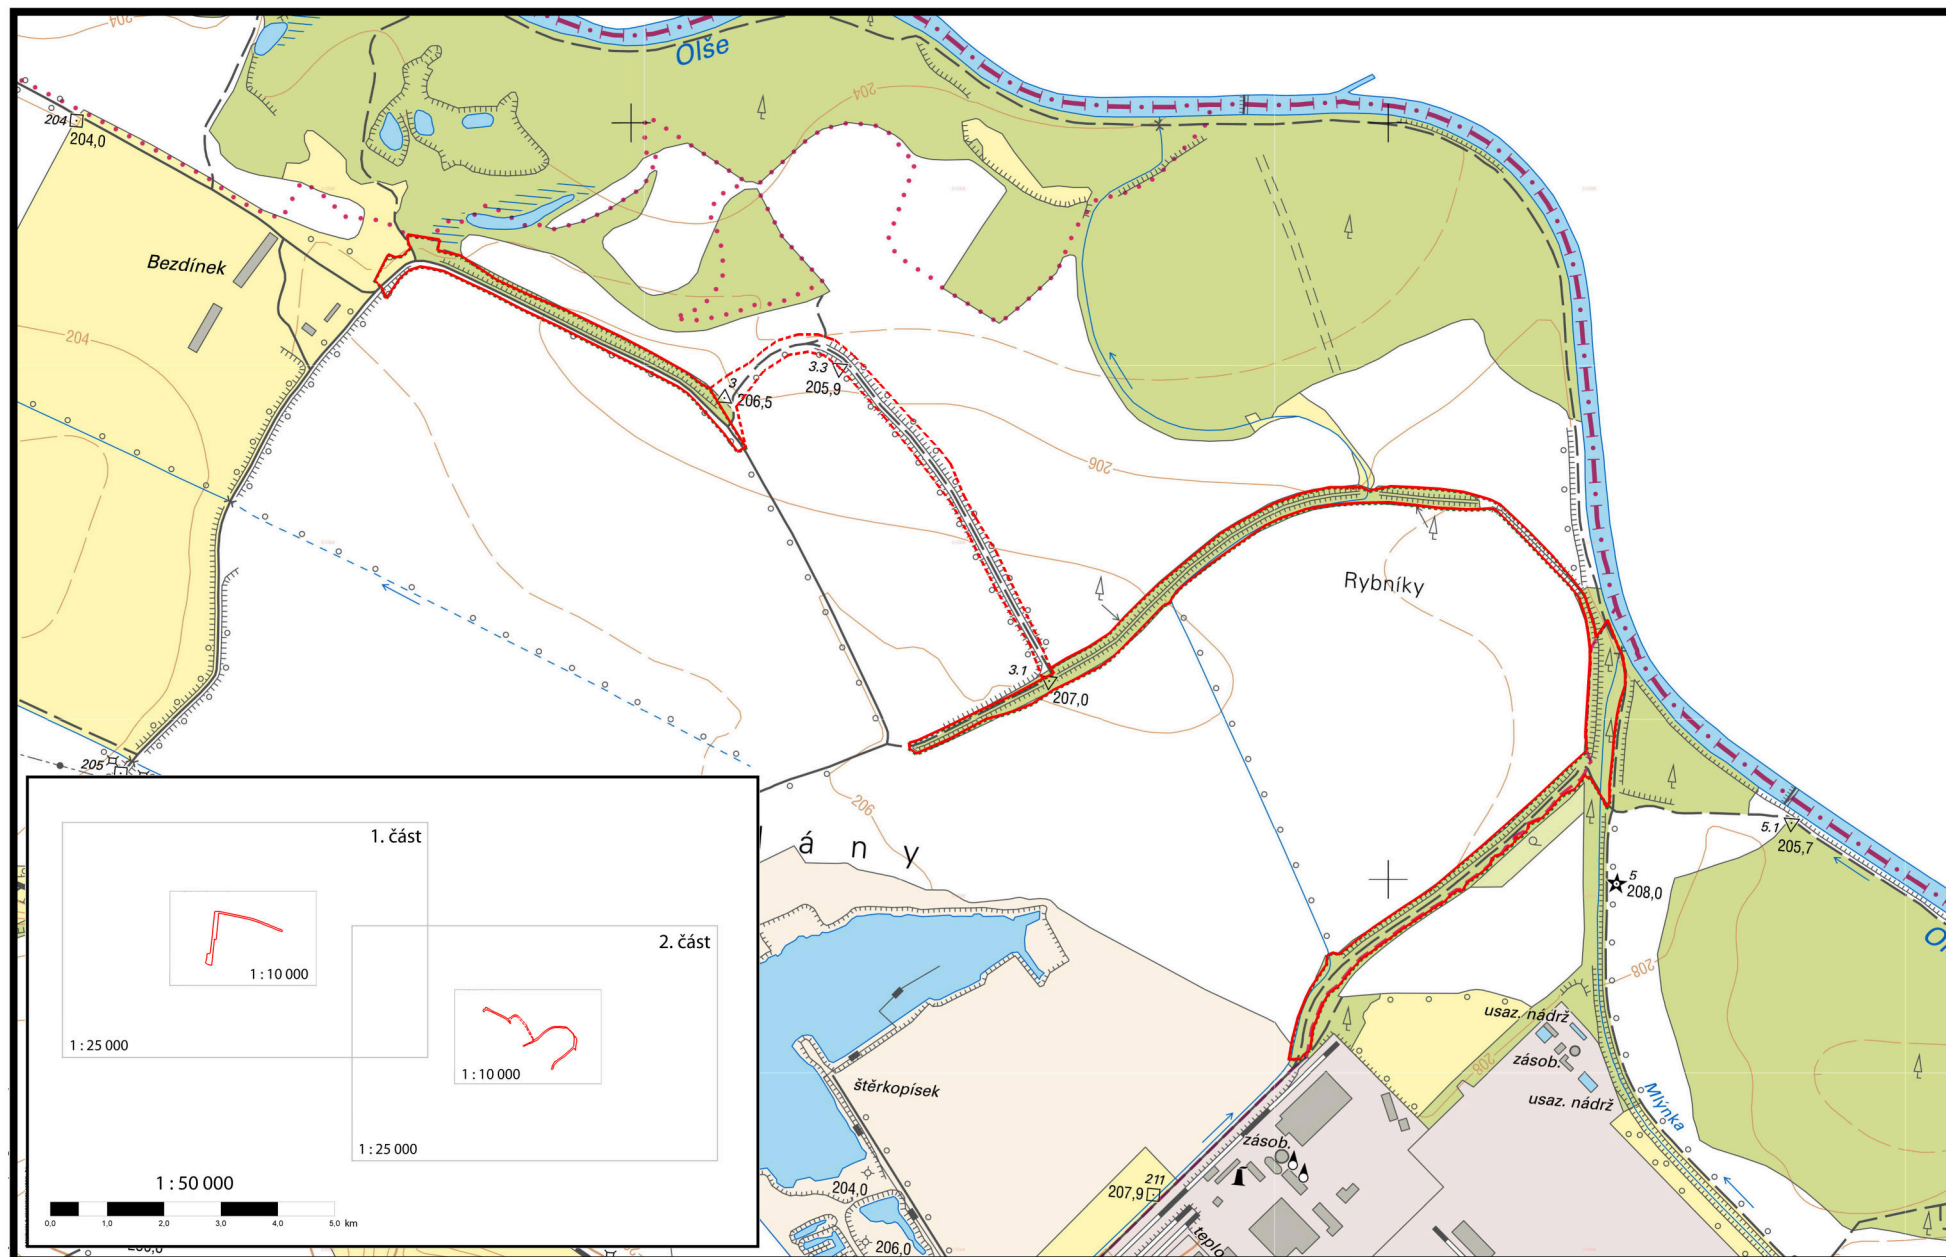 204
Olše
204
204
204,0
Bezdínek
204
3
206,5
3.3
205,9
206
Rybníky
3.1
207,0
205
206
á n y
5.1
205,7
5
208,0
208
usaz. nádrž
zásob.
usaz. nádrž
208
Mlýnka
štěrkopísek
zásob.
211
207,9
204,0
206,0
teplo
1. část
1 : 10 000
1 : 25 000
2. část
1 : 10 000
1 : 25 000
1 : 50 000
0,0 1,0 2,0 3,0 4,0 5,0 km